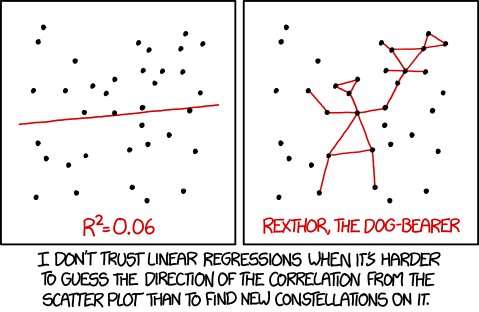 R²=0.06
REXTHOR, THE DOG-BEARER
I DON'T TRUST LINEAR REGRESSIONS WHEN IT'S HARDER
TO GUESS THE DIRECTION OF THE CORRELATION FROM THE
SCATTER PLOT THAN TO FIND NEW CONSTELLATIONS ON IT.